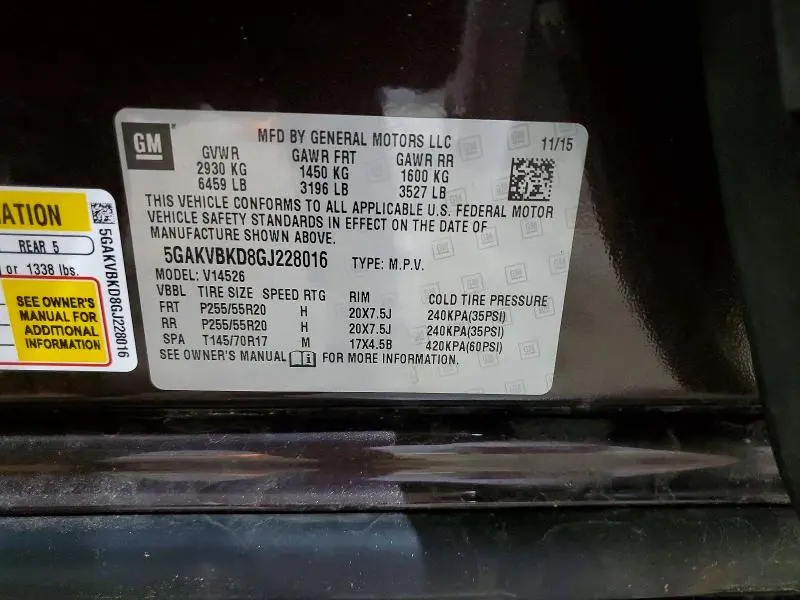 GM
MFD BY GENERAL MOTORS LLC
11/15
GVWR GAWR FRT GAWR RR
2930 KG 1450 KG 1600 KG
6459 LB 3196 LB 3527 LB
THIS VEHICLE CONFORMS TO ALL APPLICABLE U.S. FEDERAL MOTOR
VEHICLE SAFETY STANDARDS IN EFFECT ON THE DATE OF
MANUFACTURE SHOWN ABOVE.
5GAKVBKD8GJ228016 TYPE: M.P.V.
MODEL: V14526
VBBL TIRE SIZE SPEED RTG RIM COLD TIRE PRESSURE
FRT P255/55R20 H 20X7.5J 240KPA(35PSI)
RR P255/55R20 H 20X7.5J 240KPA(35PSI)
SPA T145/70R17 M 17X4.5B 420KPA(60PSI)
SEE OWNER'S MANUAL FOR MORE INFORMATION.
ATION
REAR 5
or 1338 lbs.
SEE OWNER'S
MANUAL FOR
ADDITIONAL
INFORMATION
5GAKVBKD8GJ228016